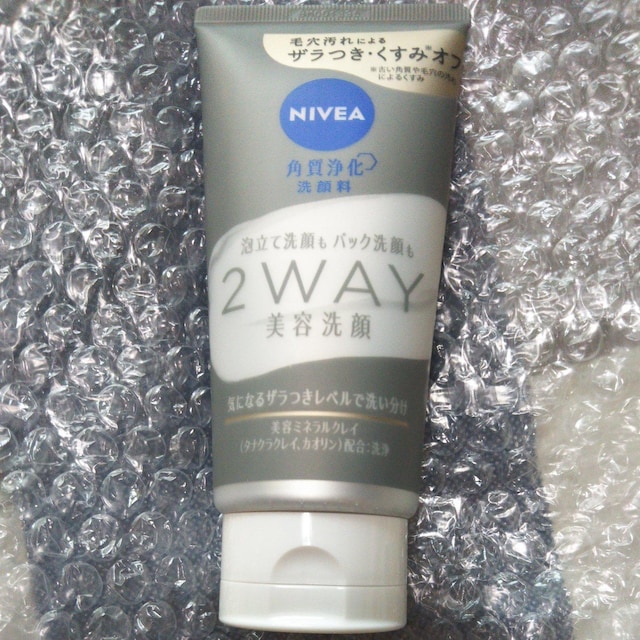 毛穴汚れによる
ザラつき・くすみ※オフ
※古い角質や毛穴の汚れ
によるくすみ
NIVEA
角質浄化
洗顔料
泡立て洗顔も パック洗顔も
2 WAY
美容洗顔
気になるザラつきレベルで洗い分け
美容ミネラルクレイ
(タナクラクレイ、カオリン)配合:洗浄